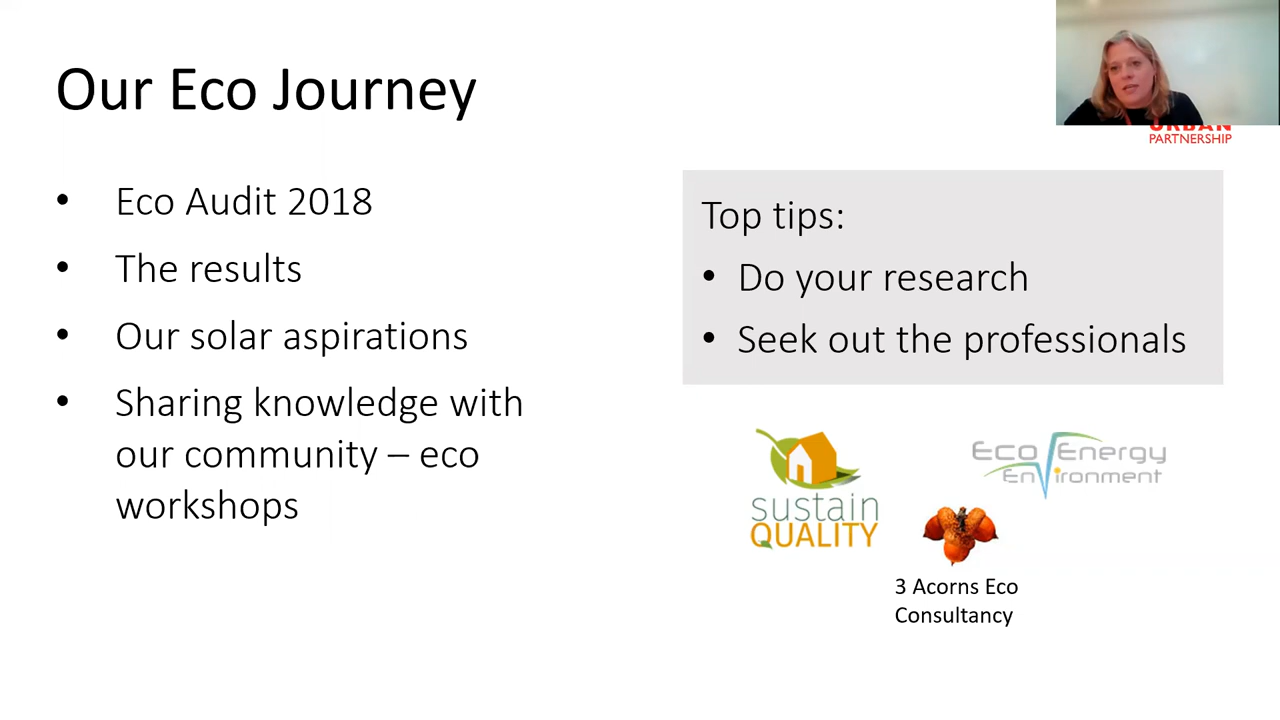 Our Eco Journey
URBAN
PARTNERSHIP
• Eco Audit 2018
• The results
• Our solar aspirations
• Sharing knowledge with
our community – eco
workshops
Top tips:
• Do your research
• Seek out the professionals
sustain
QUALITY
Eco Energy
Environment
3 Acorns Eco
Consultancy